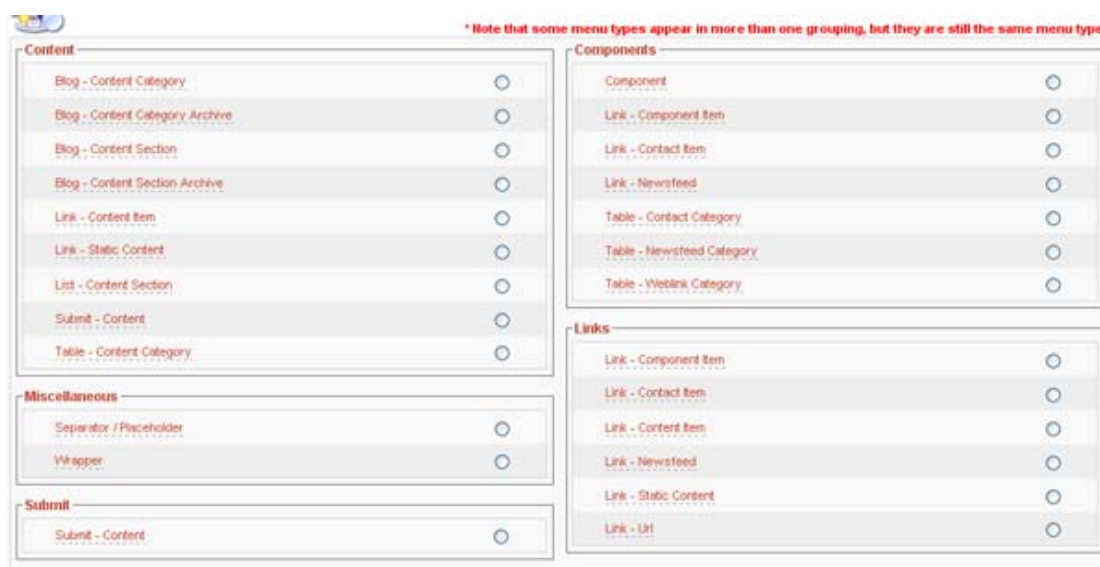 * Note that some menu types appear in more than one grouping, but they are still the same menu type
Content
Blog - Content Category
Blog - Content Category Archive
Blog - Content Section
Blog - Content Section Archive
Link - Content Item
Link - Static Content
List - Content Section
Submit - Content
Table - Content Category
Miscellaneous
Separator / Placeholder
Wrapper
Submit
Submit - Content
Components
Component
Link - Component Item
Link - Contact Item
Link - Newsfeed
Table - Contact Category
Table - Newsfeed Category
Table - Weblink Category
Links
Link - Component Item
Link - Contact Item
Link - Content Item
Link - Newsfeed
Link - Static Content
Link - Url